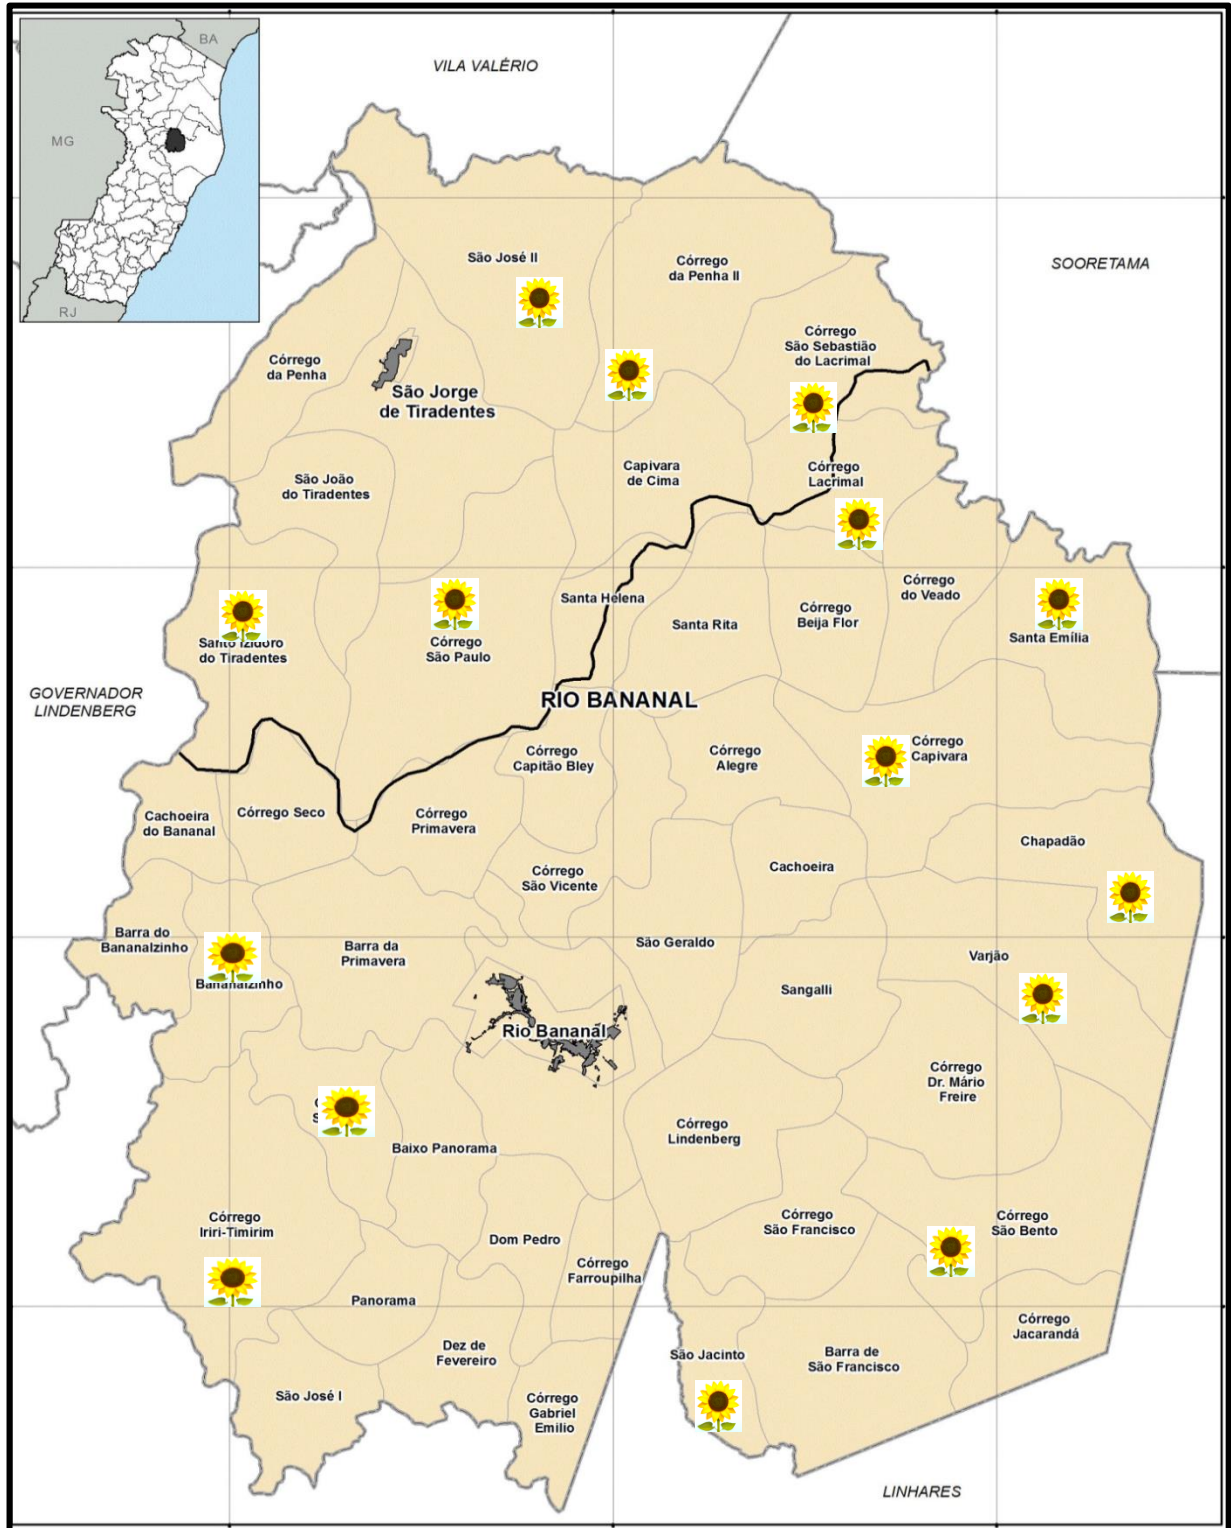 BA
VILA VALÉRIO
MG
RJ
SOORETAMA
São José II
Córrego
da Penha II
Córrego
São Sebastião
do Lacrimal
Córrego
da Penha
São Jorge
de Tiradentes
Capivara
de Cima
Córrego
Lacrimal
São João
do Tiradentes
Santa Helena
Santa Rita
Córrego
Beija Flor
Córrego
do Veado
Santa Emília
Santo Izidoro
do Tiradentes
Córrego
São Paulo
GOVERNADOR
LINDENBERG
RIO BANANAL
Córrego
Capitão Bley
Córrego
Alegre
Córrego
Capivara
Cachoeira
do Bananal
Córrego Seco
Córrego
Primavera
Chapadão
Córrego
São Vicente
Cachoeira
Barra do
Bananalzinho
Barra da
Primavera
São Geraldo
Varjão
Bananalzinho
Sangalli
Rio Bananal
Córrego
Dr. Mário
Freire
Córrego
Lindenberg
Baixo Panorama
Córrego
Iriri-Timirim
Córrego
São Francisco
Córrego
São Bento
Dom Pedro
Córrego
Farroupilha
Panorama
Córrego
Jacarandá
Dez de
Fevereiro
São Jacinto
Barra de
São Francisco
São José I
Córrego
Gabriel
Emilio
LINHARES